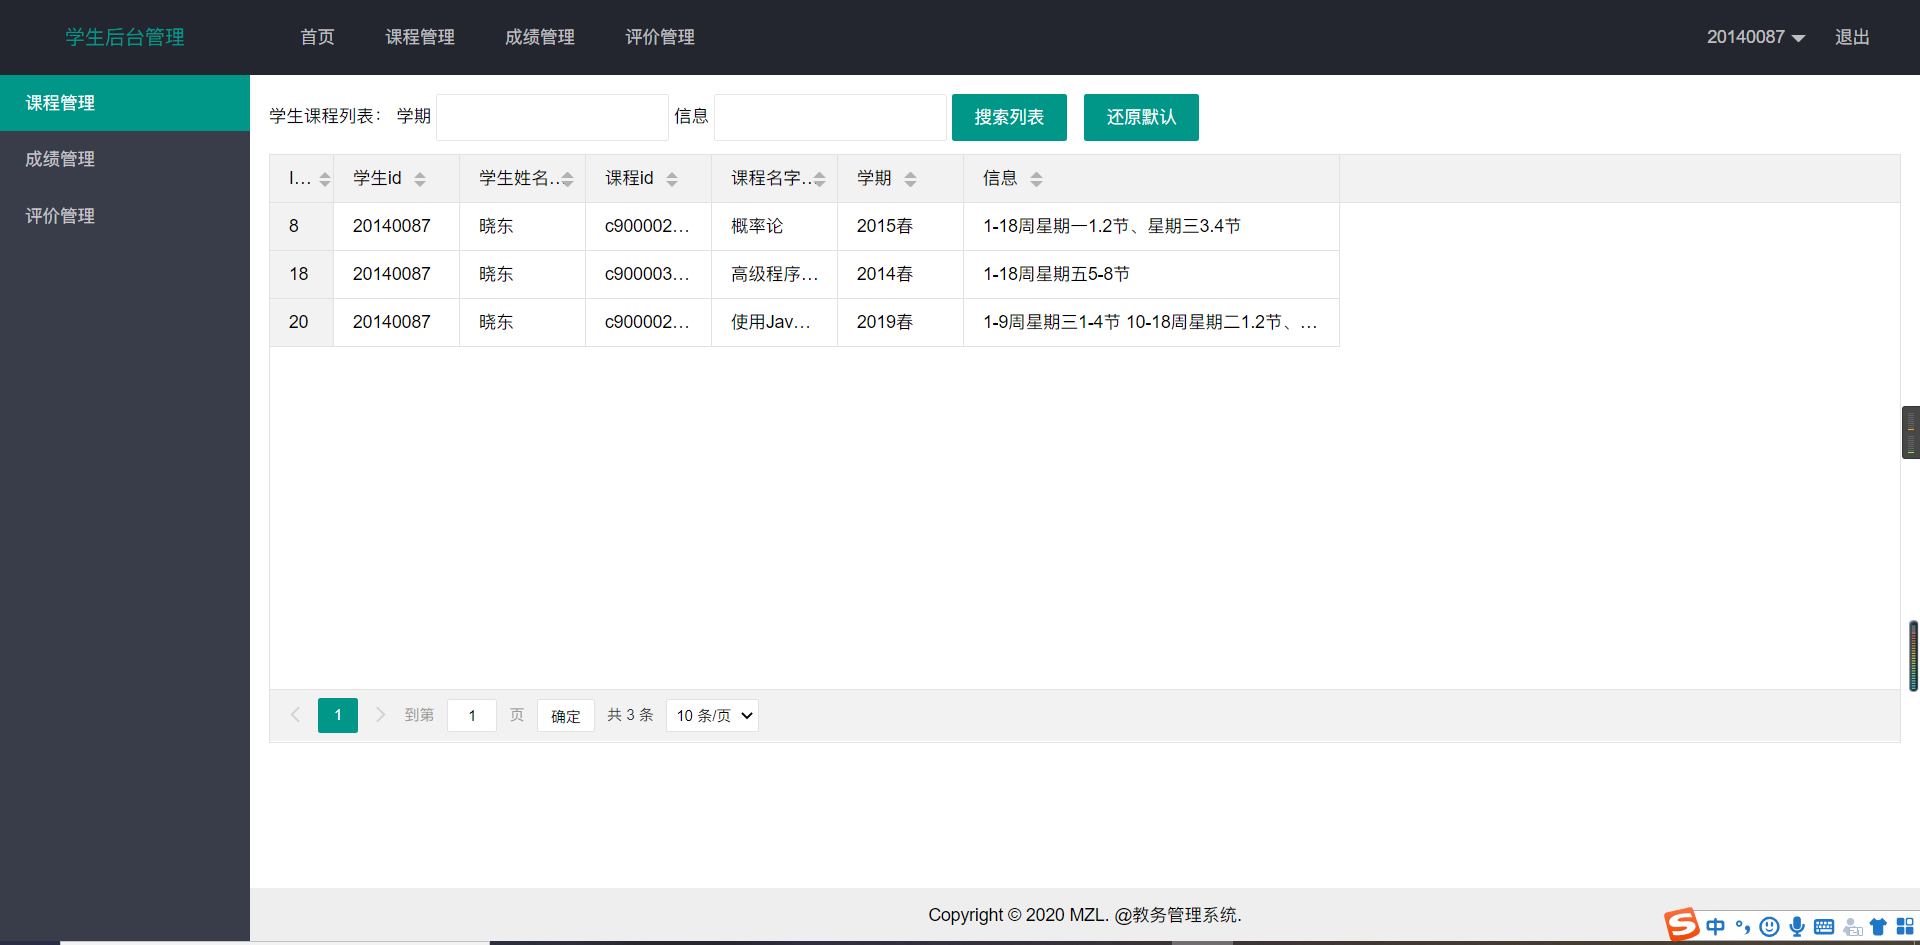 学生后台管理 首页 课程管理 成绩管理 评价管理 20140087 退出
课程管理
成绩管理
评价管理
学生课程列表： 学期 信息 搜索列表 还原默认
I... 学生id 学生姓名... 课程id 课程名字... 学期 信息
8 20140087 晓东 c900002... 概率论 2015春 1-18周星期一1.2节、星期三3.4节
18 20140087 晓东 c900003... 高级程序... 2014春 1-18周星期五5-8节
20 20140087 晓东 c900002... 使用Jav... 2019春 1-9周星期三1-4节 10-18周星期二1.2节、...
1 到第 1 页 确定 共 3 条 10 条/页
Copyright © 2020 MZL. @教务管理系统.
中